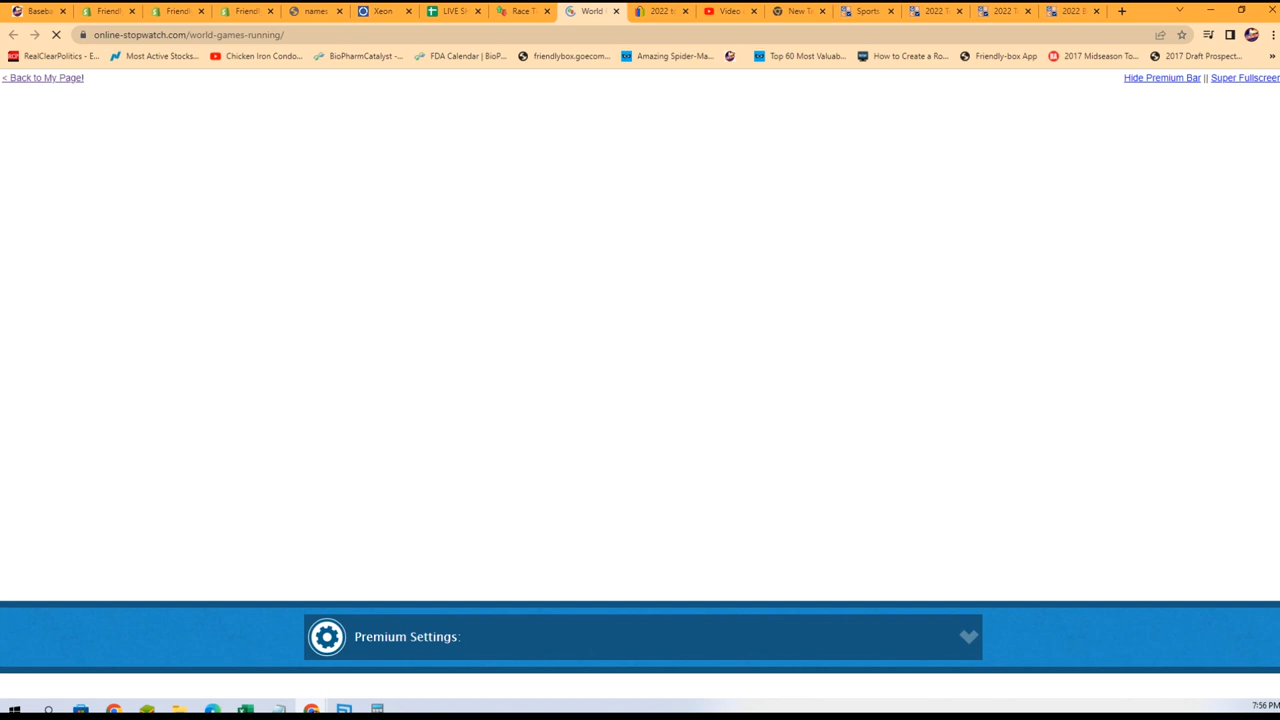 Baseba
Friendl
Friendl
Friendl
names
Xeon
LIVE S
Race T
World
2022 to
Video
New Ta
Sports
2022 T
2022 T
2022 B
online-stopwatch.com/world-games-running/
RealClearPolitics - E...
Most Active Stocks...
Chicken Iron Condo...
BioPharmCatalyst -...
FDA Calendar | BioP...
friendlybox.goecom...
Amazing Spider-Ma...
Top 60 Most Valuab...
How to Create a Ro...
Friendly-box App
2017 Midseason To...
2017 Draft Prospect...
»
< Back to My Page!
Hide Premium Bar || Super Fullscreen
Premium Settings:
7:56 PM